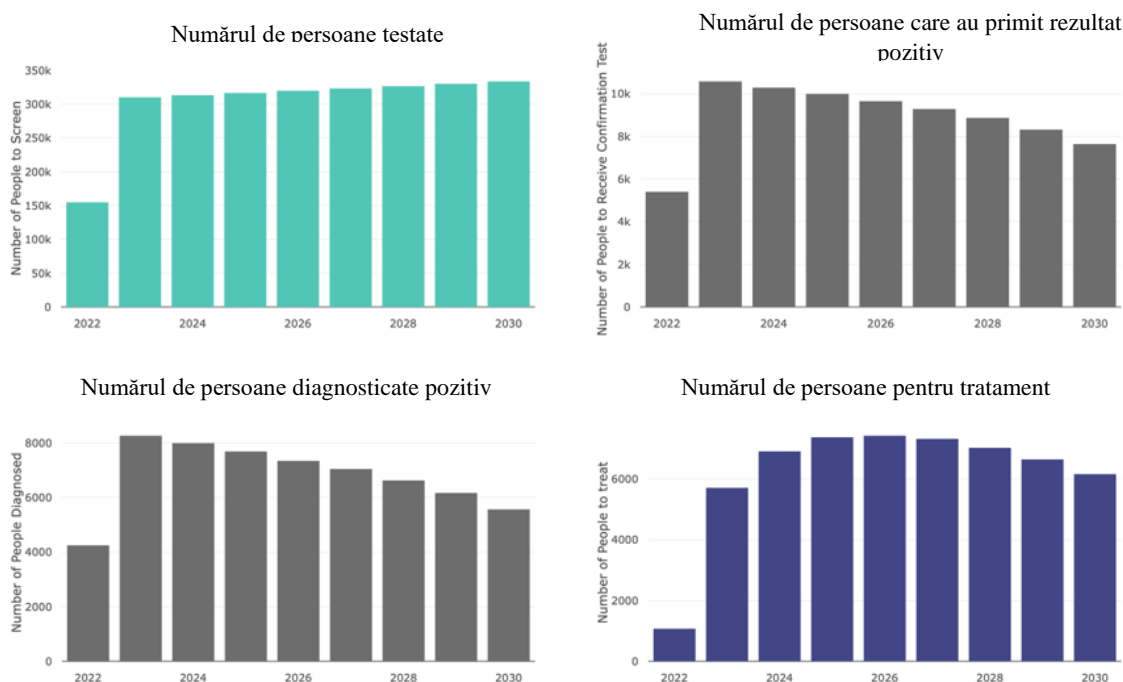 Numărul de persoane testate
Number of People to Screen
350k
300k
250k
200k
150k
100k
50k
0
2022
2024
2026
2028
2030
Numărul de persoane care au primit rezultat
pozitiv
Number of People to Receive Confirmation Test
10k
8k
6k
4k
2k
0
2022
2024
2026
2028
2030
Numărul de persoane diagnosticate pozitiv
Number of People Diagnosed
8000
6000
4000
2000
0
2022
2024
2026
2028
2030
Numărul de persoane pentru tratament
Number of People to treat
6000
4000
2000
0
2022
2024
2026
2028
2030